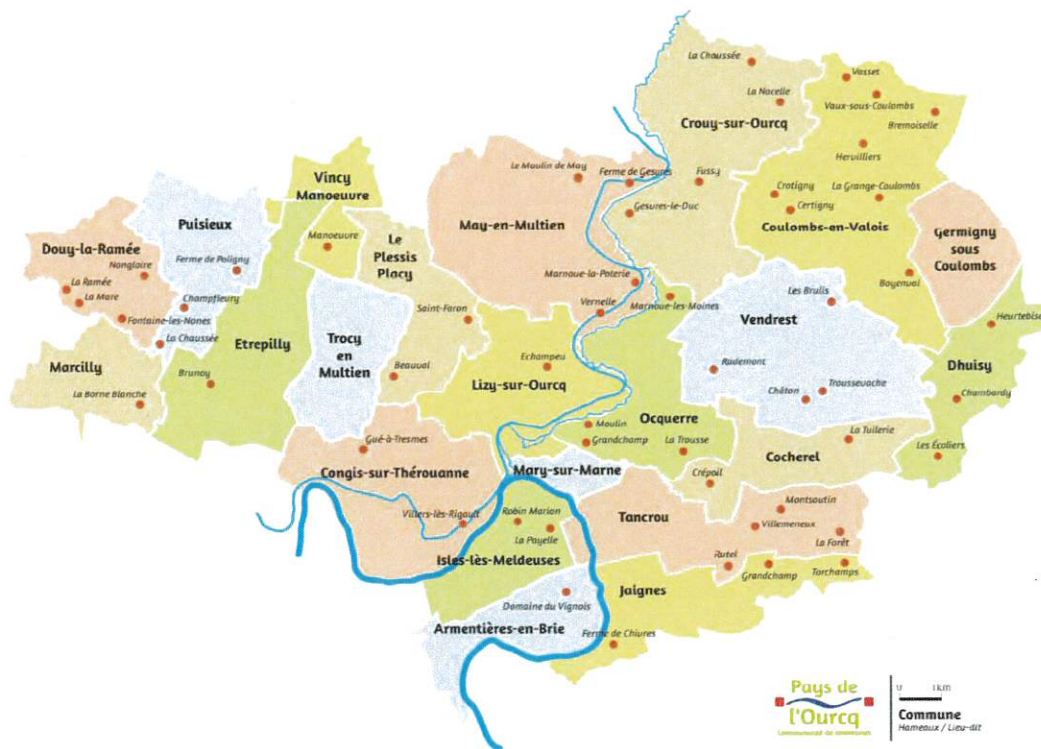 La Chaussée
Vasset
La Nacelle
Vaux-sous-Coulombs
Crouy-sur-Ourcq
Bremoiselle
Hervilliers
Le Moulin de May
Ferme de Gesvres
Fussy
Vincy
Manoeuvre
Crotigny
La Grange-Coulombs
Certigny
Gesvres-le-Duc
Puisieux
May-en-Multien
Coulombs-en-Valois
Germigny
sous
Coulombs
Manoeuvre
Le
Plessis
Placy
Douy-la-Ramée
Nongloire
Ferme de Poligny
Boyenval
La Ramée
Marnoue-la-Poterie
La Mare
Champfleury
Saint-Faron
Vernelle
Marnoue-les-Moines
Les Brulis
Fontaine-les-Nones
Vendrest
Heurtebise
La Chaussée
Etrepilly
Trocy
en
Multien
Marcilly
Echampeu
Dhuisy
Brunoy
Beauval
Lizy-sur-Ourcq
Rademont
Châton
Troussevache
Chambardy
La Borne Blanche
Ocquerre
Moulin
Gué-à-Tresmes
Grandchamp
La Trousse
La Tuilerie
Cocherel
Les Écoliers
Congis-sur-Thérouanne
Mary-sur-Marne
Crépoil
Montsoutin
Villers-lès-Rigault
Robin Marion
Tancrou
Villemeneux
La Payelle
La Forêt
Isles-lès-Meldeuses
Rutel
Grandchamp
Torchamps
Jaignes
Domaine du Vignois
Armentières-en-Brie
Ferme de Chivres
Pays de
l'Ourcq
Communauté de communes
0 1km
Commune
Hameaux / Lieu-dit